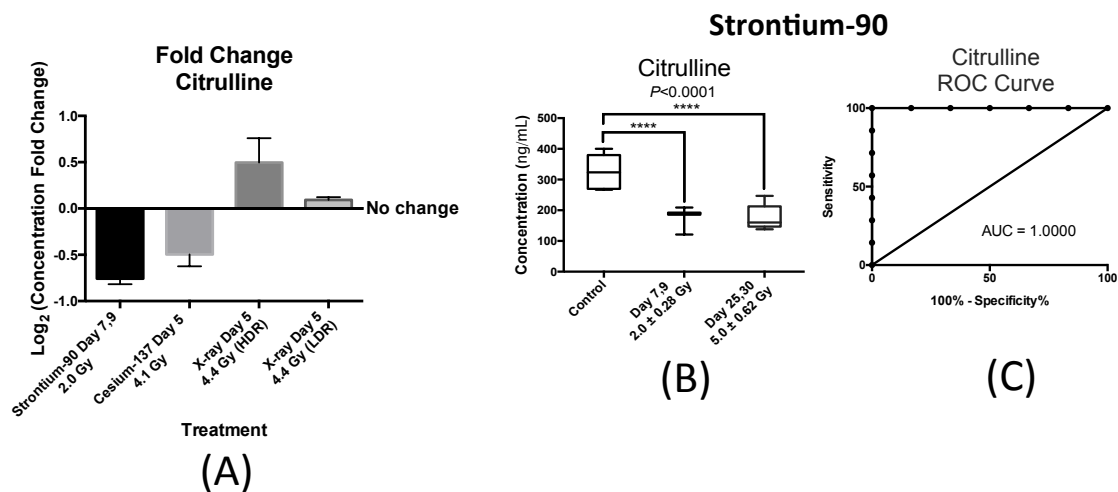 Strontium-90
Fold Change
Citrulline
Log2 (Concentration Fold Change)
1.0
0.5
0.0
-0.5
-1.0
No change
Strontium-90 Day 7,9
2.0 Gy
Cesium-137 Day 5
4.1 Gy
X-ray Day 5
4.4 Gy (HDR)
X-ray Day 5
4.4 Gy (LDR)
Treatment
(A)
Citrulline
P<0.0001
****
****
Concentration (ng/mL)
500
400
300
200
100
0
Control
Day 7,9
2.0 ± 0.28 Gy
Day 25,30
5.0 ± 0.62 Gy
(B)
Citrulline
ROC Curve
Sensitivity
100
50
0
AUC = 1.0000
0
50
100
100% - Specificity%
(C)